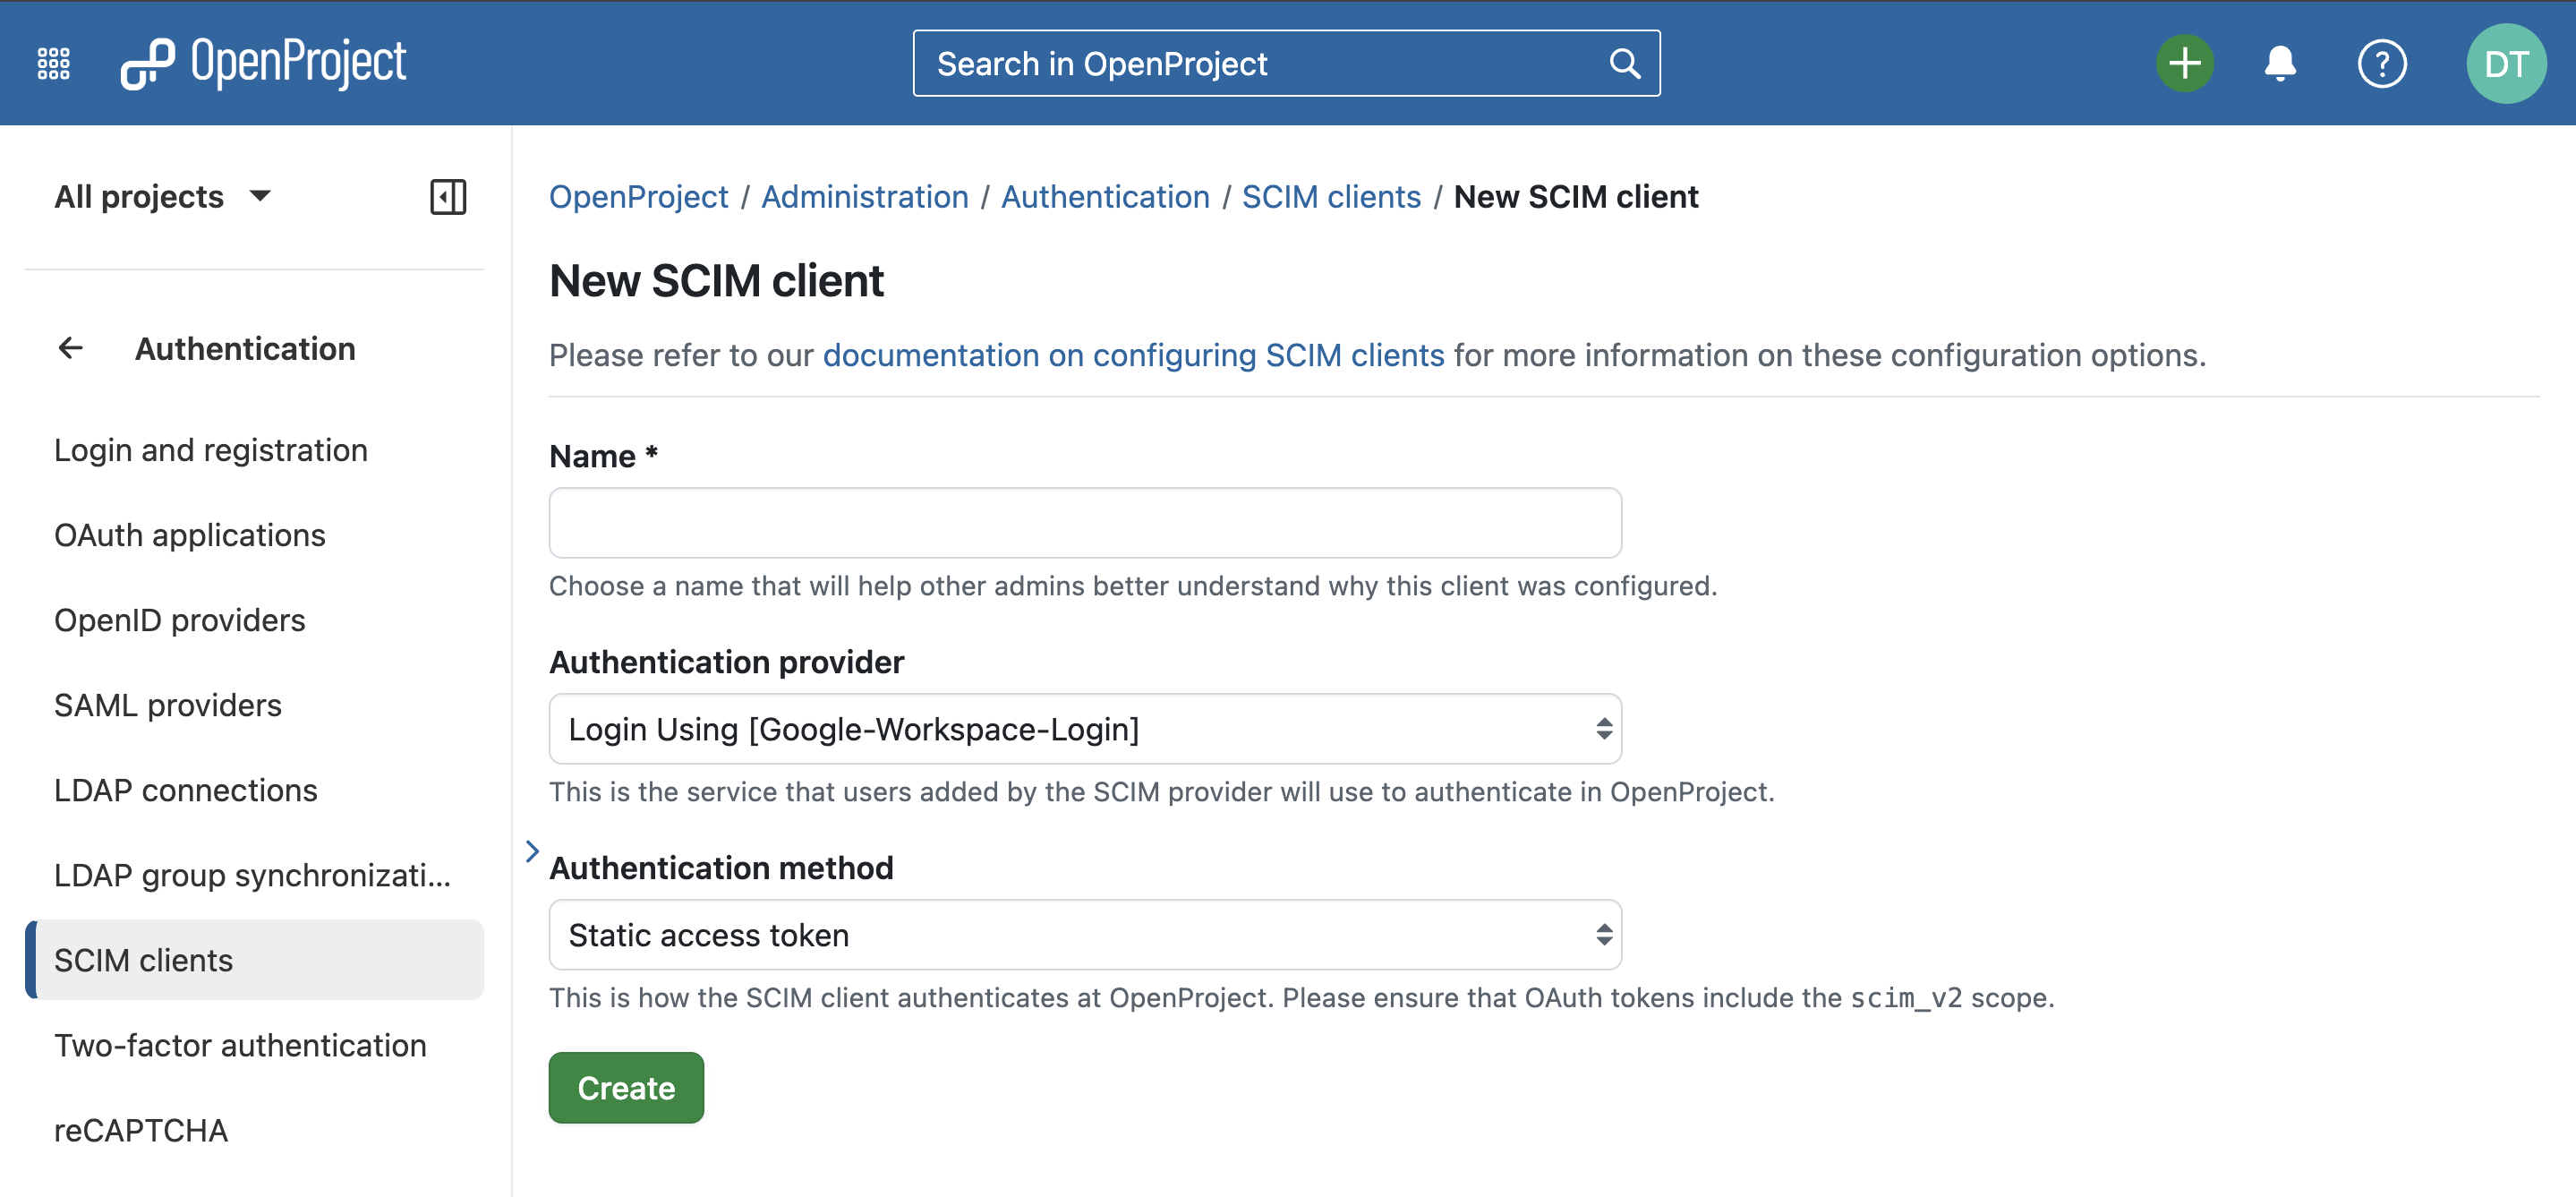 OpenProject
Search in OpenProject
?
DT
All projects
Authentication
Login and registration
OAuth applications
OpenID providers
SAML providers
LDAP connections
LDAP group synchronizati...
SCIM clients
Two-factor authentication
reCAPTCHA
OpenProject / Administration / Authentication / SCIM clients / New SCIM client
New SCIM client
Please refer to our documentation on configuring SCIM clients for more information on these configuration options.
Name *
Choose a name that will help other admins better understand why this client was configured.
Authentication provider
Login Using [Google-Workspace-Login]
This is the service that users added by the SCIM provider will use to authenticate in OpenProject.
Authentication method
Static access token
This is how the SCIM client authenticates at OpenProject. Please ensure that OAuth tokens include the scim_v2 scope.
Create